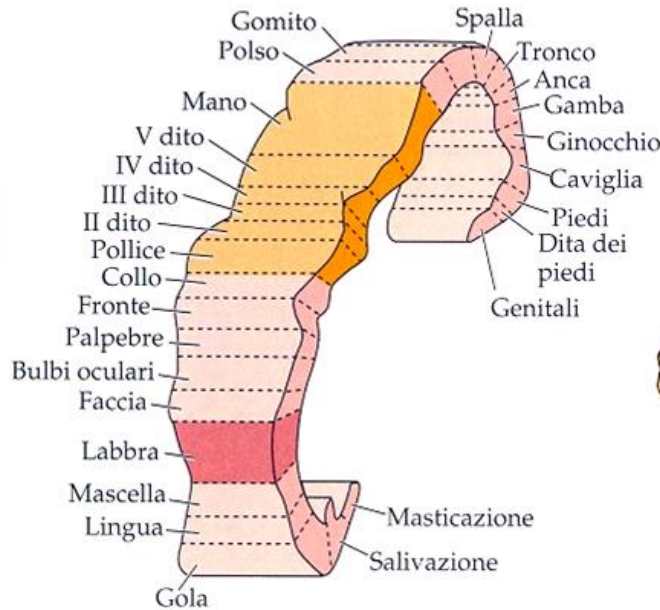 Gomito
Polso
Mano
V dito
IV dito
III dito
II dito
Pollice
Collo
Fronte
Palpebre
Bulbi oculari
Faccia
Labbra
Mascella
Lingua
Gola
Spalla
Tronco
Anca
Gamba
Ginocchio
Caviglia
Piedi
Dita dei
piedi
Genitali
Masticazione
Salivazione